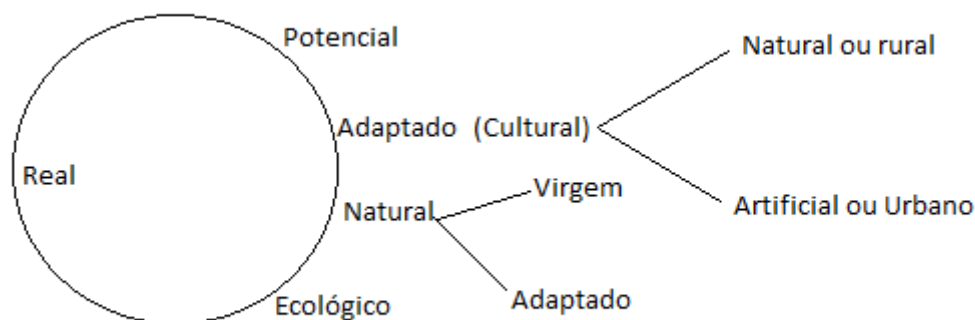 Potencial
Natural ou rural
Adaptado (Cultural)
Real
Virgem
Natural
Artificial ou Urbano
Ecológico
Adaptado